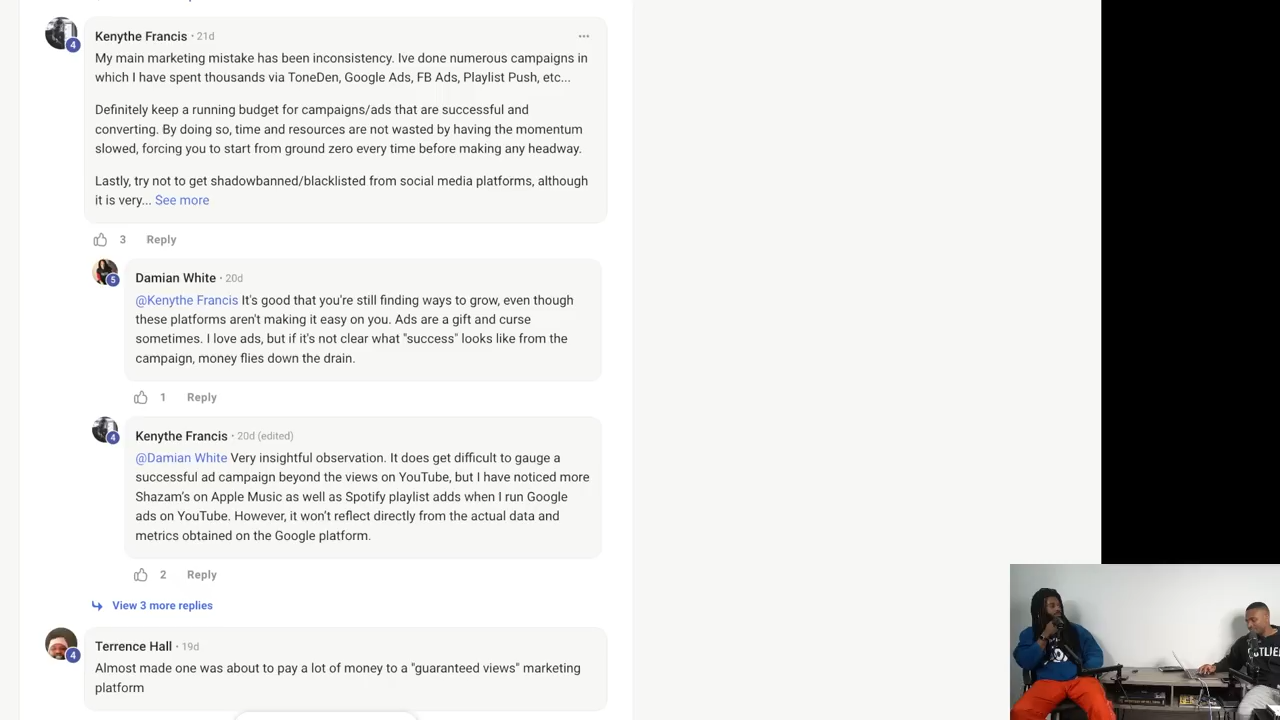 Kenythe Francis · 21d
My main marketing mistake has been inconsistency. Ive done numerous campaigns in
which I have spent thousands via ToneDen, Google Ads, FB Ads, Playlist Push, etc...
Definitely keep a running budget for campaigns/ads that are successful and
converting. By doing so, time and resources are not wasted by having the momentum
slowed, forcing you to start from ground zero every time before making any headway.
Lastly, try not to get shadowbanned/blacklisted from social media platforms, although
it is very... See more
4
3 Reply
Damian White · 20d
5
@Kenythe Francis It's good that you're still finding ways to grow, even though
these platforms aren't making it easy on you. Ads are a gift and curse
sometimes. I love ads, but if it's not clear what "success" looks like from the
campaign, money flies down the drain.
1 Reply
Kenythe Francis · 20d (edited)
4
@Damian White Very insightful observation. It does get difficult to gauge a
successful ad campaign beyond the views on YouTube, but I have noticed more
Shazam's on Apple Music as well as Spotify playlist adds when I run Google
ads on YouTube. However, it won't reflect directly from the actual data and
metrics obtained on the Google platform.
2 Reply
View 3 more replies
Terrence Hall · 19d
4
Almost made one was about to pay a lot of money to a "guaranteed views" marketing
platform